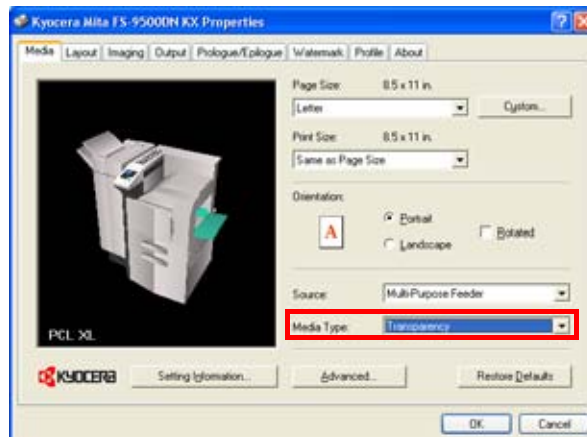 Kyocera Mita FS-9500DN KX Properties
Media Layout Imaging Output Prologue/Epilogue Watermark Profile About
Page Size: 8.5 x 11 in.
Letter Custom...
Print Size: 8.5 x 11 in.
Same as Page Size
Orientation:
A Portrait Rotated
Landscape
Source: Multi-Purpose Feeder
Media Type: Transparency
PCL XL
KYOCERA Setting Information... Advanced... Restore Defaults
OK Cancel